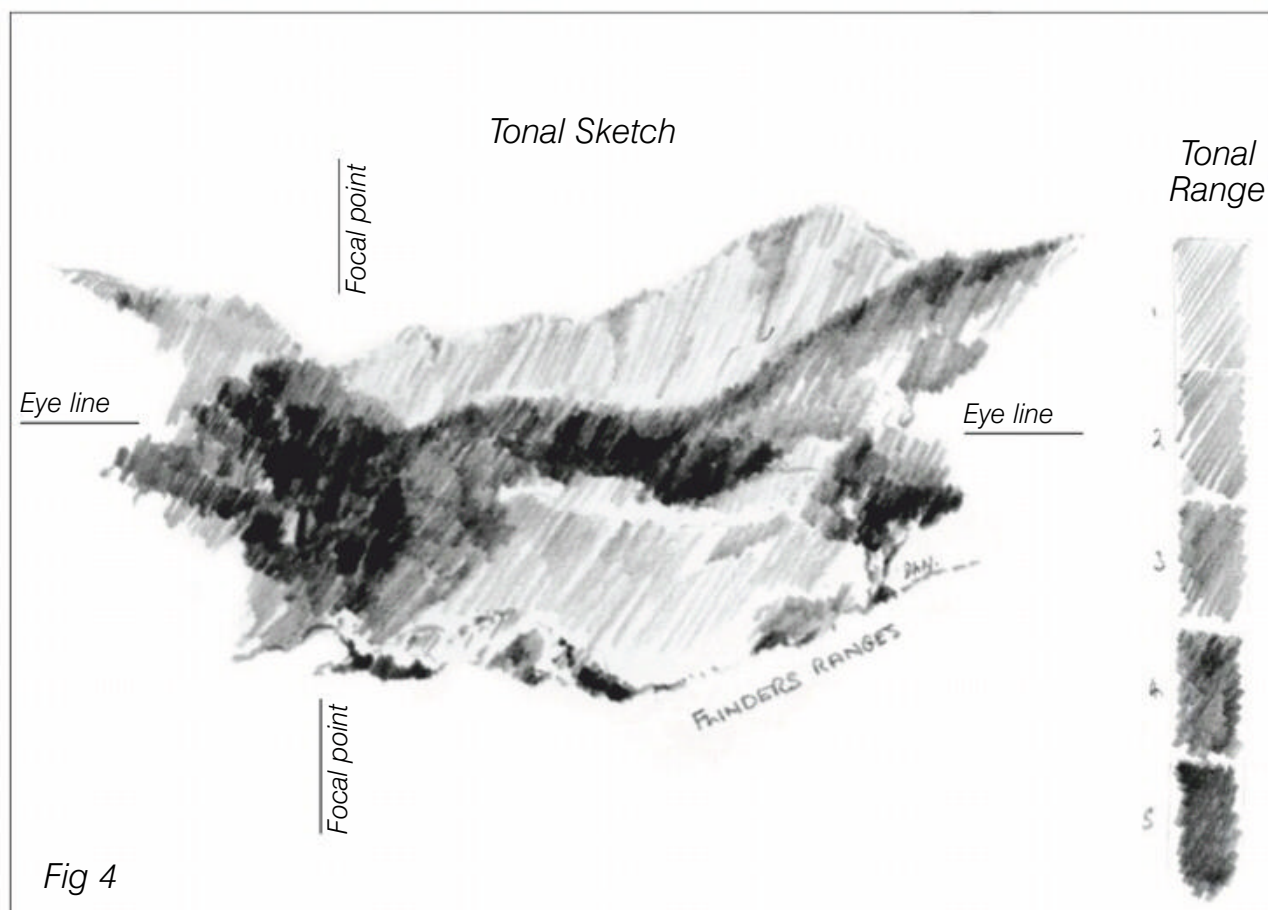 Tonal Sketch
Tonal
Range
Focal point
Eye line
Eye line
1
2
3
4
5
DAN.
FLINDERS RANGES
Focal point
Fig 4